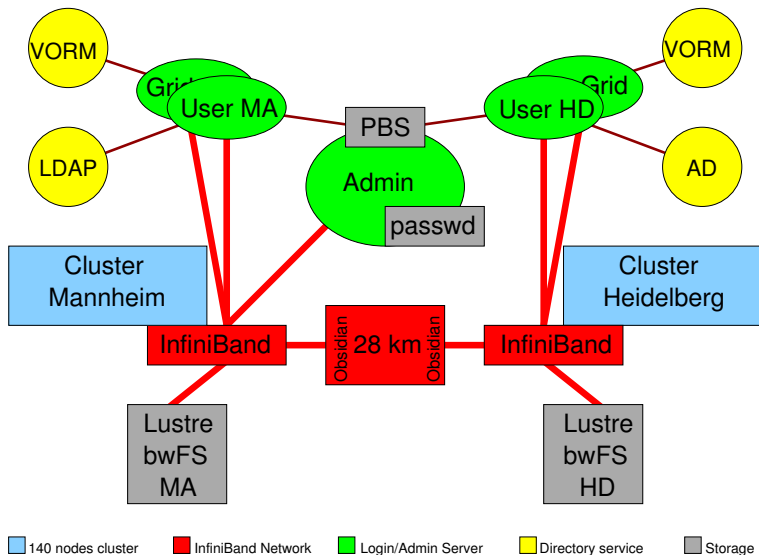 VORM
VORM
Grid
Grid
User MA
User HD
PBS
LDAP
Admin
AD
passwd
Cluster
Mannheim
Cluster
Heidelberg
InfiniBand
Obsidian
28 km
Obsidian
InfiniBand
Lustre
bwFS
MA
Lustre
bwFS
HD
140 nodes cluster
InfiniBand Network
Login/Admin Server
Directory service
Storage